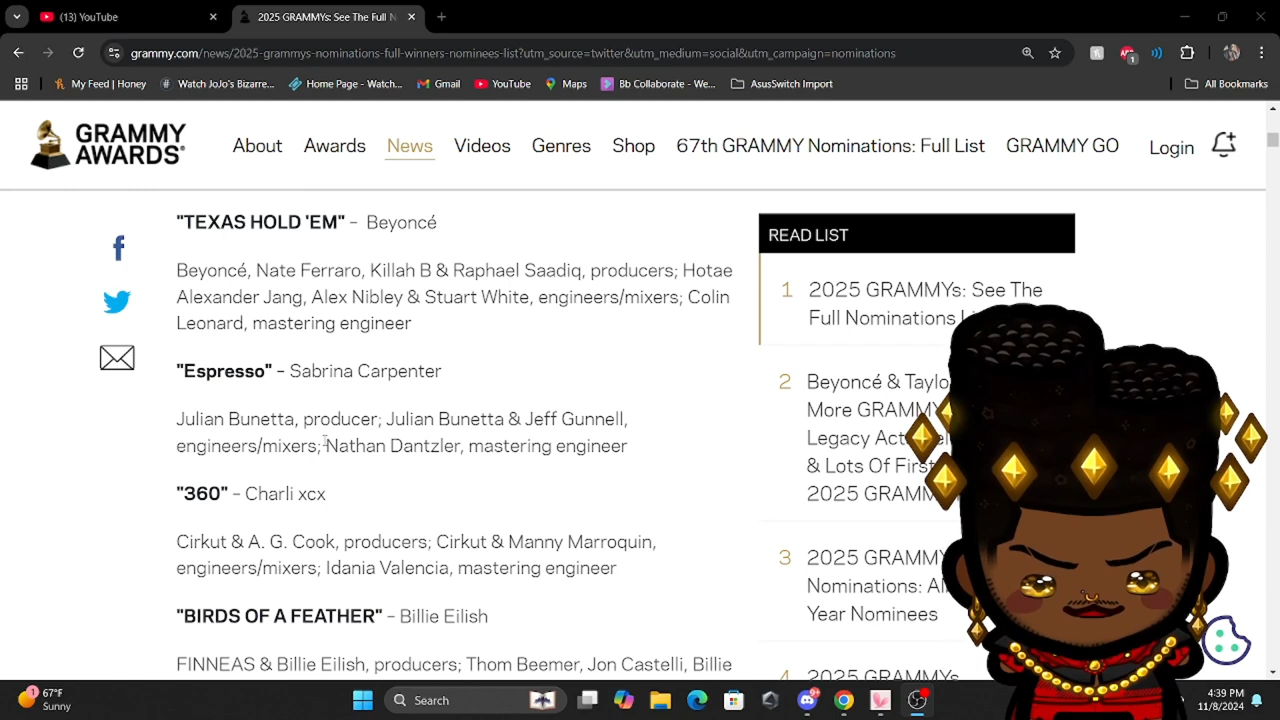 (13) YouTube
2025 GRAMMYs: See The Full N
grammy.com/news/2025-grammys-nominations-full-winners-nominees-list?utm_source=twitter&utm_medium=social&utm_campaign=nominations
1
My Feed | Honey
Watch JoJo's Bizarre...
Home Page - Watch...
Gmail
YouTube
Maps
Bb Collaborate - We...
AsusSwitch Import
All Bookmarks
GRAMMY
AWARDS
About
Awards
News
Videos
Genres
Shop
67th GRAMMY Nominations: Full List
GRAMMY GO
Login
"TEXAS HOLD 'EM" – Beyoncé
Beyoncé, Nate Ferraro, Killah B & Raphael Saadiq, producers; Hotae
Alexander Jang, Alex Nibley & Stuart White, engineers/mixers; Colin
Leonard, mastering engineer
"Espresso" – Sabrina Carpenter
Julian Bunetta, producer; Julian Bunetta & Jeff Gunnell,
engineers/mixers; Nathan Dantzler, mastering engineer
"360" – Charli xcx
Cirkut & A. G. Cook, producers; Cirkut & Manny Marroquin,
engineers/mixers; Idania Valencia, mastering engineer
"BIRDS OF A FEATHER" – Billie Eilish
FINNEAS & Billie Eilish, producers; Thom Beemer, Jon Castelli, Billie
READ LIST
1 2025 GRAMMYs: See The
Full Nominations
2 Beyoncé &
More GRAMMY
Legacy
& Lots Of
2025
3 2025 GRAMMY
Nominations:
Year Nominees
4 2025 GRAMMYs
1
67°F
Sunny
Search
4:39 PM
11/8/2024